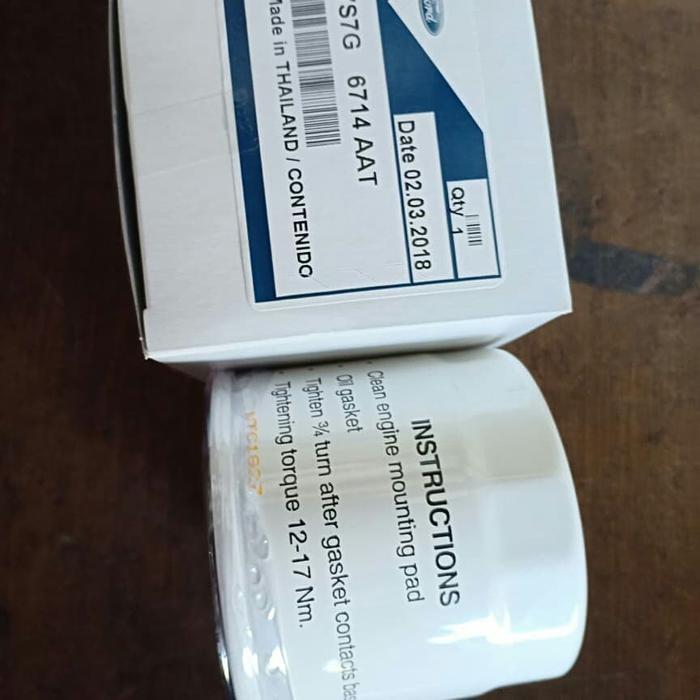 Ford
Qty 1
Date 02.03.2018
S7G 6714 AAT
Made in THAILAND / CONTENIDO
INSTRUCTIONS
· Clean engine mounting pad
· Oil gasket
· Tighten ¾ turn after gasket contacts
· Tightening torque 12-17 Nm.